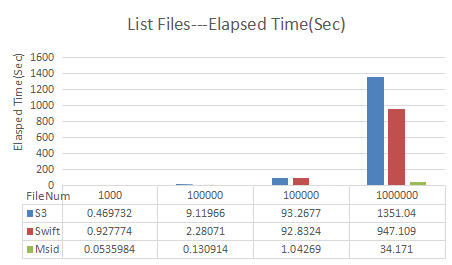 List Files---Elapsed Time(Sec)
Elasped Time(Sec)
1600
1400
1200
1000
800
600
400
200
0
FileNum 1000 100000 100000 1000000
S3 0.469732 9.11966 93.2677 1351.04
Swift 0.927774 2.28071 92.8324 947.109
Msid 0.0535984 0.130914 1.04269 34.171